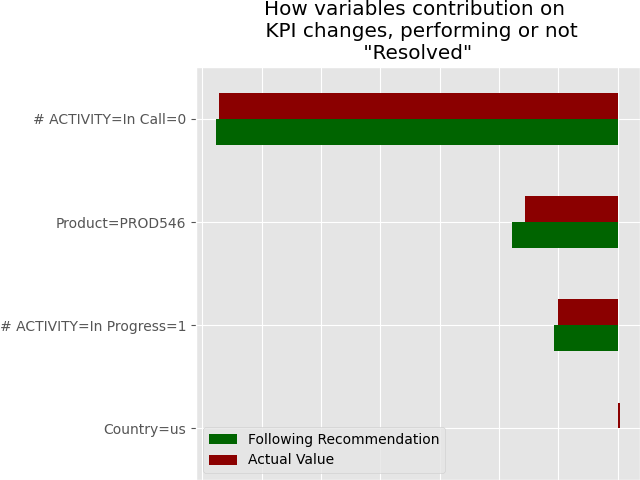 How variables contribution on
KPI changes, performing or not
"Resolved"
# ACTIVITY=In Call=0
Product=PROD546
# ACTIVITY=In Progress=1
Country=us
Following Recommendation
Actual Value